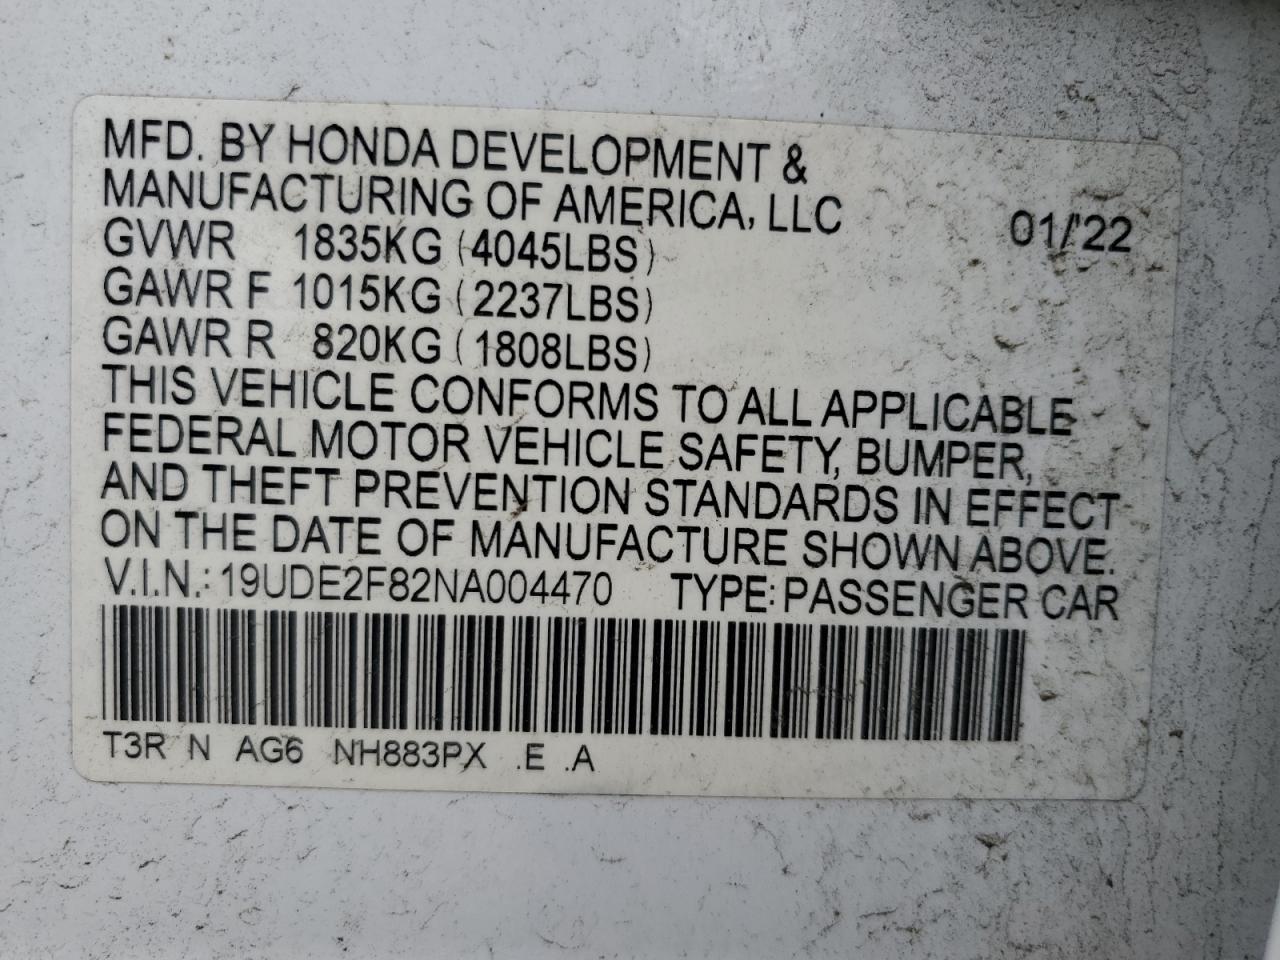 MFD. BY HONDA DEVELOPMENT &
MANUFACTURING OF AMERICA, LLC 01/'22
GVWR 1835KG (4045LBS)
GAWR F 1015KG (2237LBS)
GAWR R 820KG (1808LBS)
THIS VEHICLE CONFORMS TO ALL APPLICABLE
FEDERAL MOTOR VEHICLE SAFETY, BUMPER,
AND THEFT PREVENTION STANDARDS IN EFFECT
ON THE DATE OF MANUFACTURE SHOWN ABOVE.
V.I.N.: 19UDE2F82NA004470 TYPE: PASSENGER CAR
T3R N AG6 NH883PX .E .A